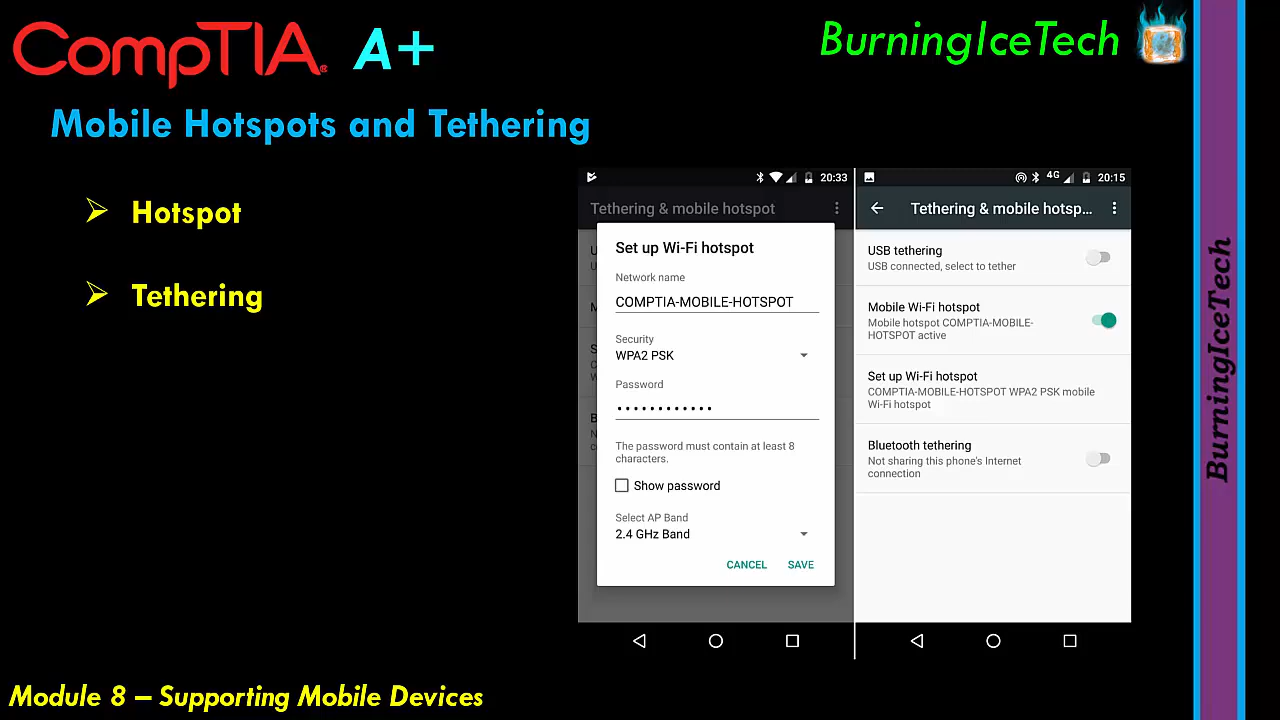 CompTIA® A+
BurningIceTech
Mobile Hotspots and Tethering
Hotspot
Tethering
20:33
Tethering & mobile hotspot
Set up Wi-Fi hotspot
Network name
COMPTIA-MOBILE-HOTSPOT
Security
WPA2 PSK
Password
••••••••••••
The password must contain at least 8
characters.
Show password
Select AP Band
2.4 GHz Band
CANCEL SAVE
4G 20:15
Tethering & mobile hotsp...
USB tethering
USB connected, select to tether
Mobile Wi-Fi hotspot
Mobile hotspot COMPTIA-MOBILE-
HOTSPOT active
Set up Wi-Fi hotspot
COMPTIA-MOBILE-HOTSPOT WPA2 PSK mobile
Wi-Fi hotspot
Bluetooth tethering
Not sharing this phone's Internet
connection
BurningIceTech
Module 8 – Supporting Mobile Devices